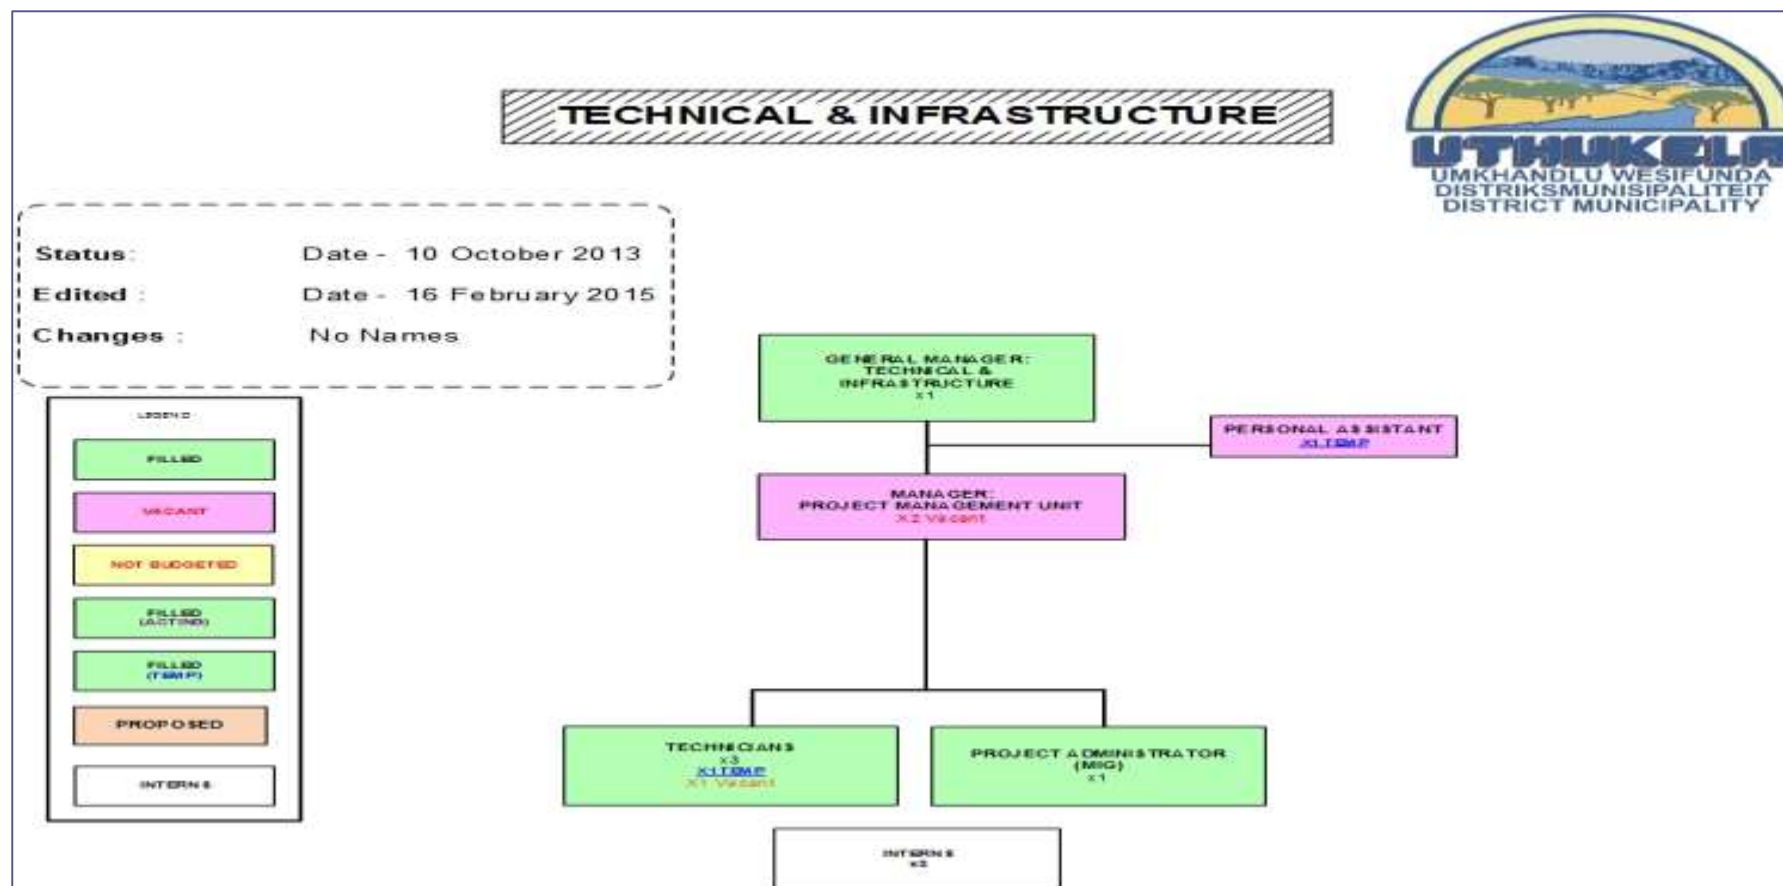 TECHNICAL & INFRASTRUCTURE
UTHUKELA
UMKHANDLU WESIFUNDA
DISTRIKSMUNISIPALITEIT
DISTRICT MUNICIPALITY
Status: Date - 10 October 2013
Edited : Date - 16 February 2015
Changes : No Names
LEGEND
FILLED
VACANT
NOT BUDGETED
FILLED
(ACTING)
FILLED
(TEMP)
PROPOSED
INTERNS
GENERAL MANAGER:
TECHNICAL &
INFRASTRUCTURE
x1
PERSONAL ASSISTANT
X1 TEMP
MANAGER:
PROJECT MANAGEMENT UNIT
X2 Vacant
TECHNICIANS
x3
X1 TEMP
X1 Vacant
PROJECT ADMINISTRATOR
(MIG)
x1
INTERNS